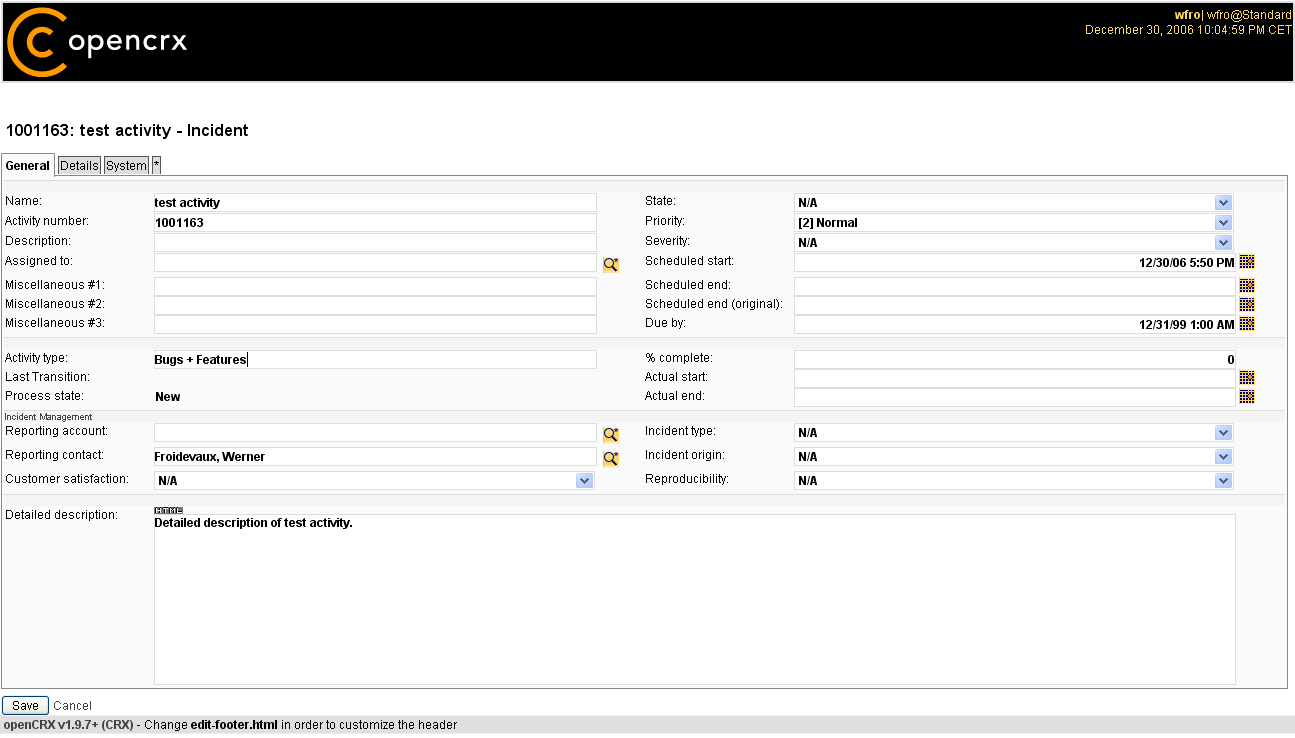 opencrx
wfro| wfro@Standard
December 30, 2006 10:04:59 PM CET
1001163: test activity - Incident
General Details System *
Name: test activity State: N/A
Activity number: 1001163 Priority: [2] Normal
Description: Severity: N/A
Assigned to: Scheduled start: 12/30/06 5:50 PM
Miscellaneous #1: Scheduled end:
Miscellaneous #2: Scheduled end (original):
Miscellaneous #3: Due by: 12/31/99 1:00 AM
Activity type: Bugs + Features % complete: 0
Last Transition: Actual start:
Process state: New Actual end:
Incident Management
Reporting account: Incident type: N/A
Reporting contact: Froidevaux, Werner Incident origin: N/A
Customer satisfaction: N/A Reproducibility: N/A
HTML
Detailed description: Detailed description of test activity.
Save Cancel
openCRX v1.9.7+ (CRX) - Change edit-footer.html in order to customize the header